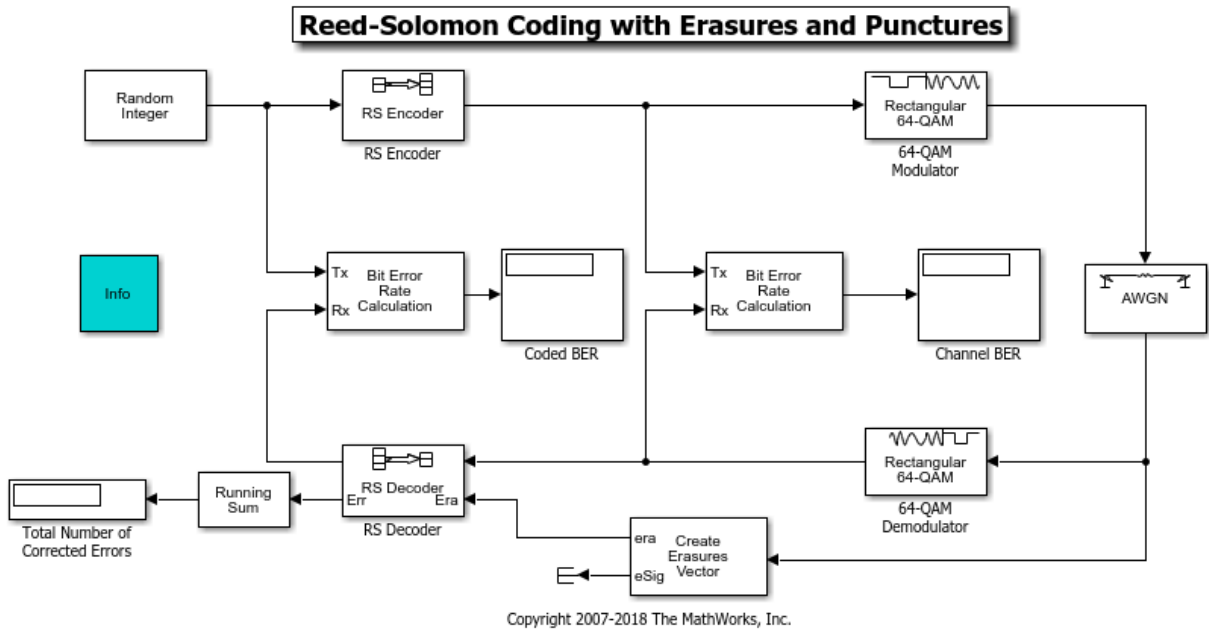 Reed-Solomon Coding with Erasures and Punctures
Random
Integer
RS Encoder
RS Encoder
Rectangular
64-QAM
64-QAM
Modulator
Info
Tx
Rx
Bit Error
Rate
Calculation
Coded BER
Tx
Rx
Bit Error
Rate
Calculation
Channel BER
AWGN
Total Number of
Corrected Errors
Running
Sum
RS Decoder
Err
Era
RS Decoder
Rectangular
64-QAM
64-QAM
Demodulator
era
eSig
Create
Erasures
Vector
Copyright 2007-2018 The MathWorks, Inc.